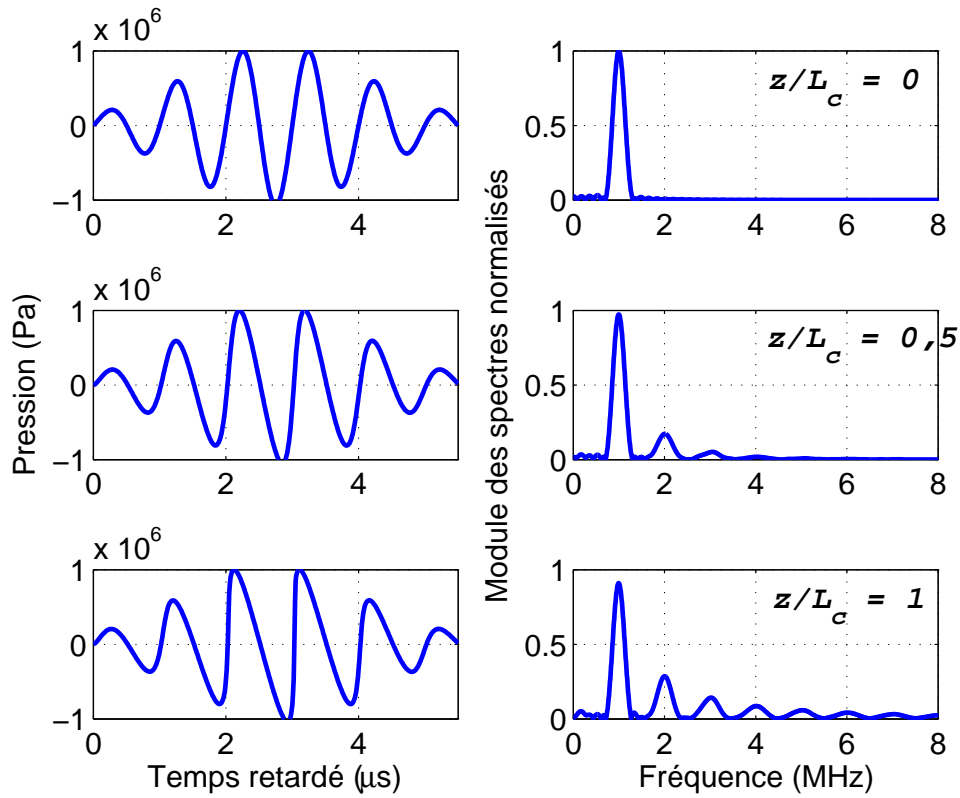 x 10^6
1
0
−1
0 2 4
1
0.5
0
0 2 4 6 8
z/L_c = 0
x 10^6
1
0
−1
0 2 4
1
0.5
0
0 2 4 6 8
z/L_c = 0,5
x 10^6
1
0
−1
0 2 4
1
0.5
0
0 2 4 6 8
z/L_c = 1
Pression (Pa)
Module des spectres normalisés
Temps retardé (μs)
Fréquence (MHz)